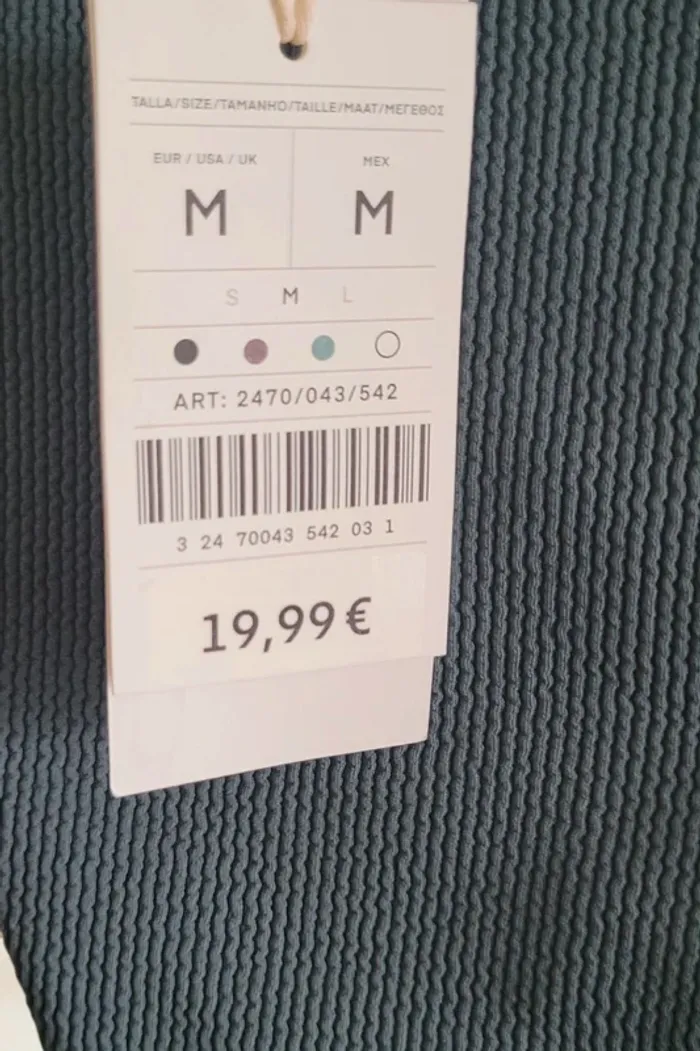 TALLA/SIZE/TAMANHO/TAILLE/MAAT/ΜΕΓΕΘΟΣ
EUR / USA / UK MEX
M M
S M L
ART: 2470/043/542
3 24 70043 542 03 1
19,99 €